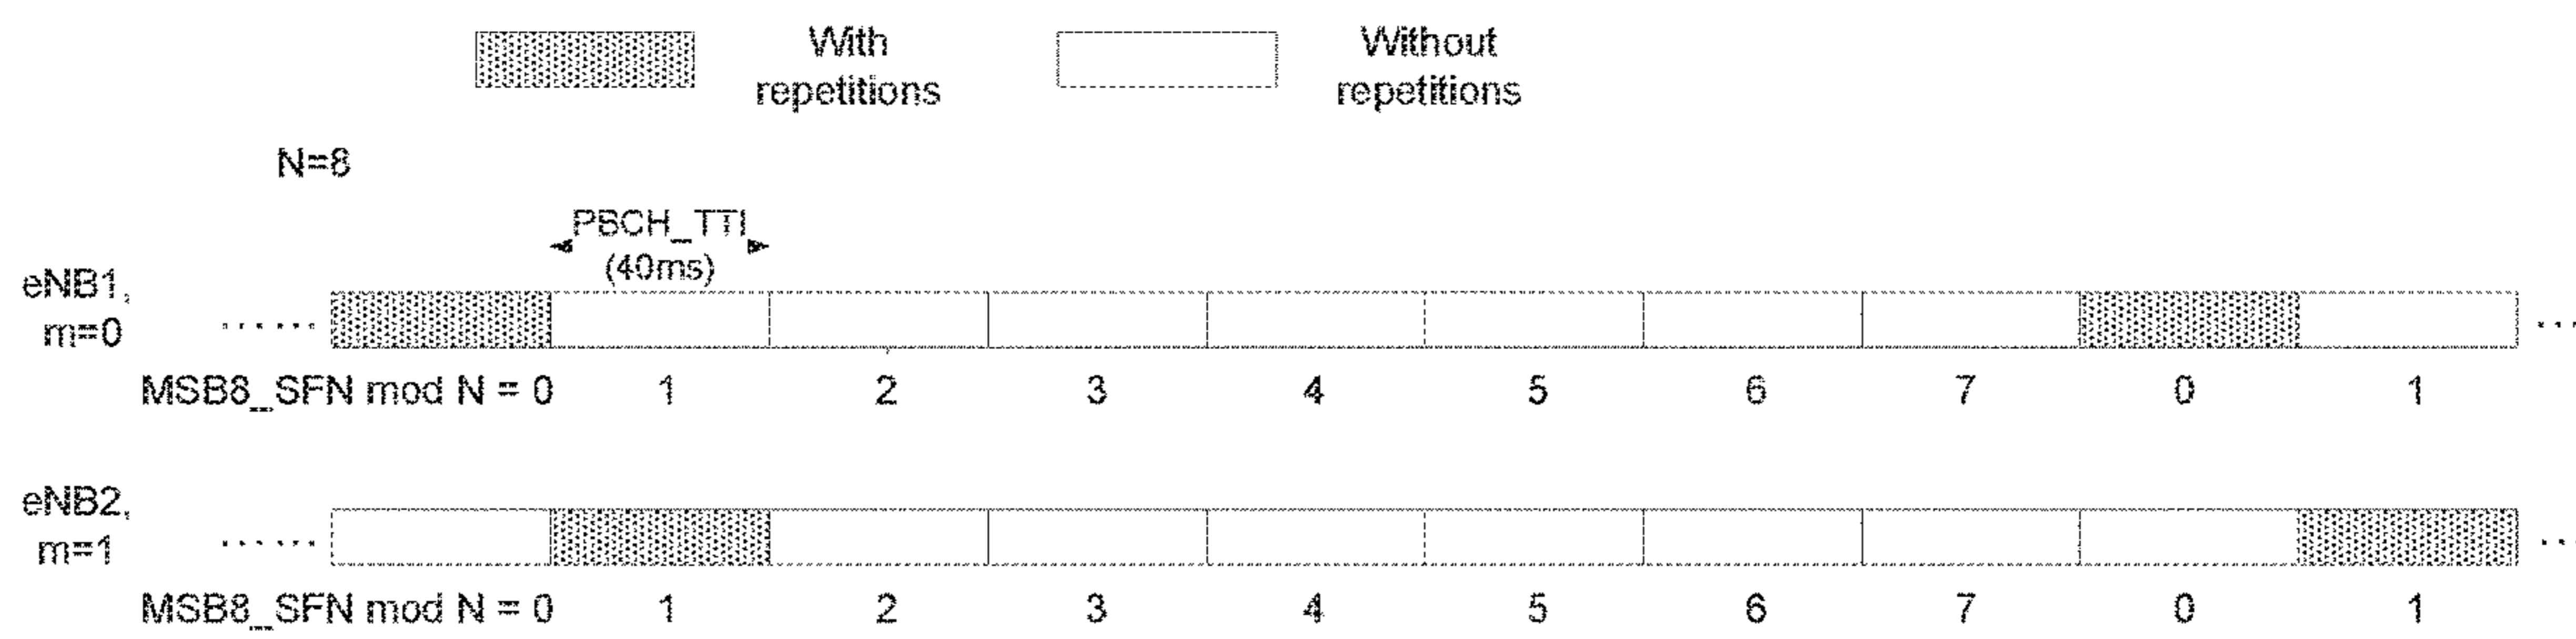 With
repetitions
Without
repetitions
N=8
PBCH_TTI
(40ms)
eNB1,
m=0
......
...
MSB8_SFN mod N = 0 1 2 3 4 5 6 7 0 1
eNB2,
m=1
......
...
MSB8_SFN mod N = 0 1 2 3 4 5 6 7 0 1